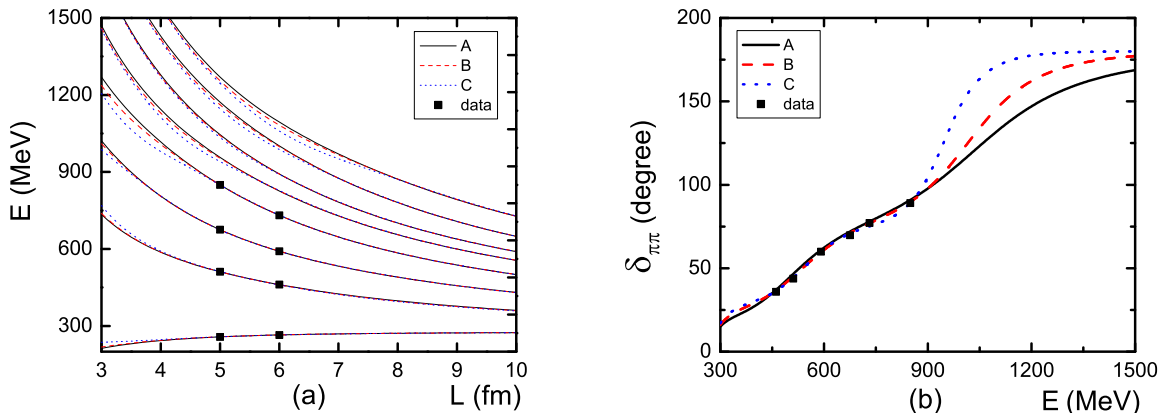 1500
1200
900
600
300
E (MeV)
3 4 5 6 7 8 9 10
(a)
L (fm)
A
B
C
data
200
150
100
50
0
δππ (degree)
300 600 900 1200 1500
(b)
E (MeV)
A
B
C
data